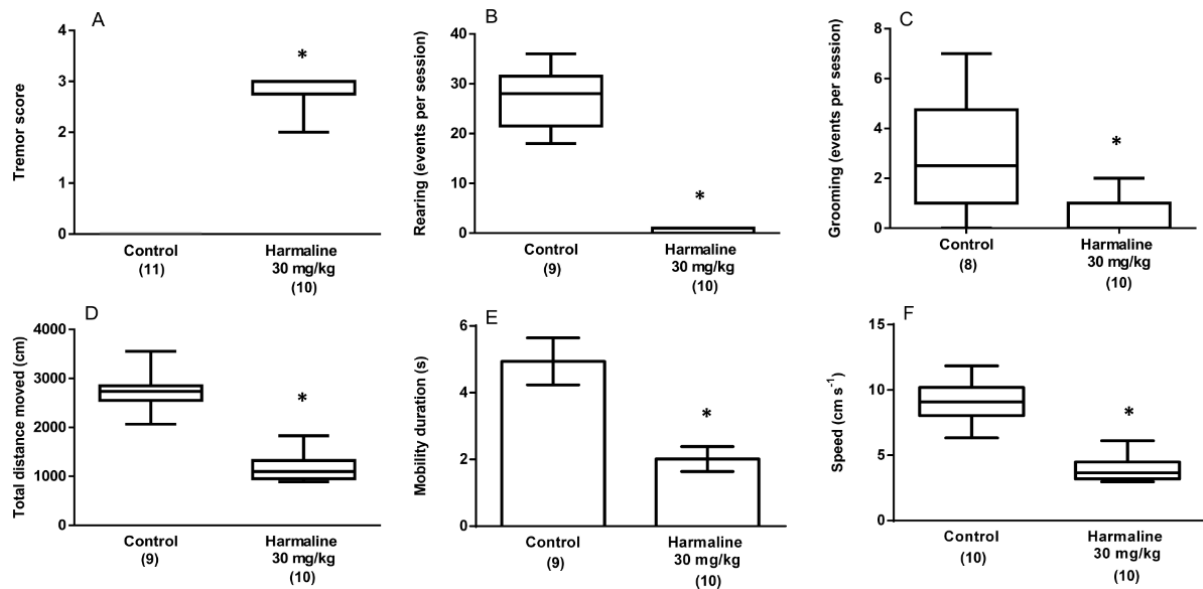 A
Tremor score
4
3
2
1
0
*
Control
(11)
Harmaline
30 mg/kg
(10)
B
Rearing (events per session)
40
30
20
10
0
*
Control
(9)
Harmaline
30 mg/kg
(10)
C
Grooming (events per session)
8
6
4
2
0
*
Control
(8)
Harmaline
30 mg/kg
(10)
D
Total distance moved (cm)
4000
3000
2000
1000
0
*
Control
(9)
Harmaline
30 mg/kg
(10)
E
Mobility duration (s)
6
4
2
0
*
Control
(9)
Harmaline
30 mg/kg
(10)
F
Speed (cm s⁻¹)
15
10
5
0
*
Control
(10)
Harmaline
30 mg/kg
(10)